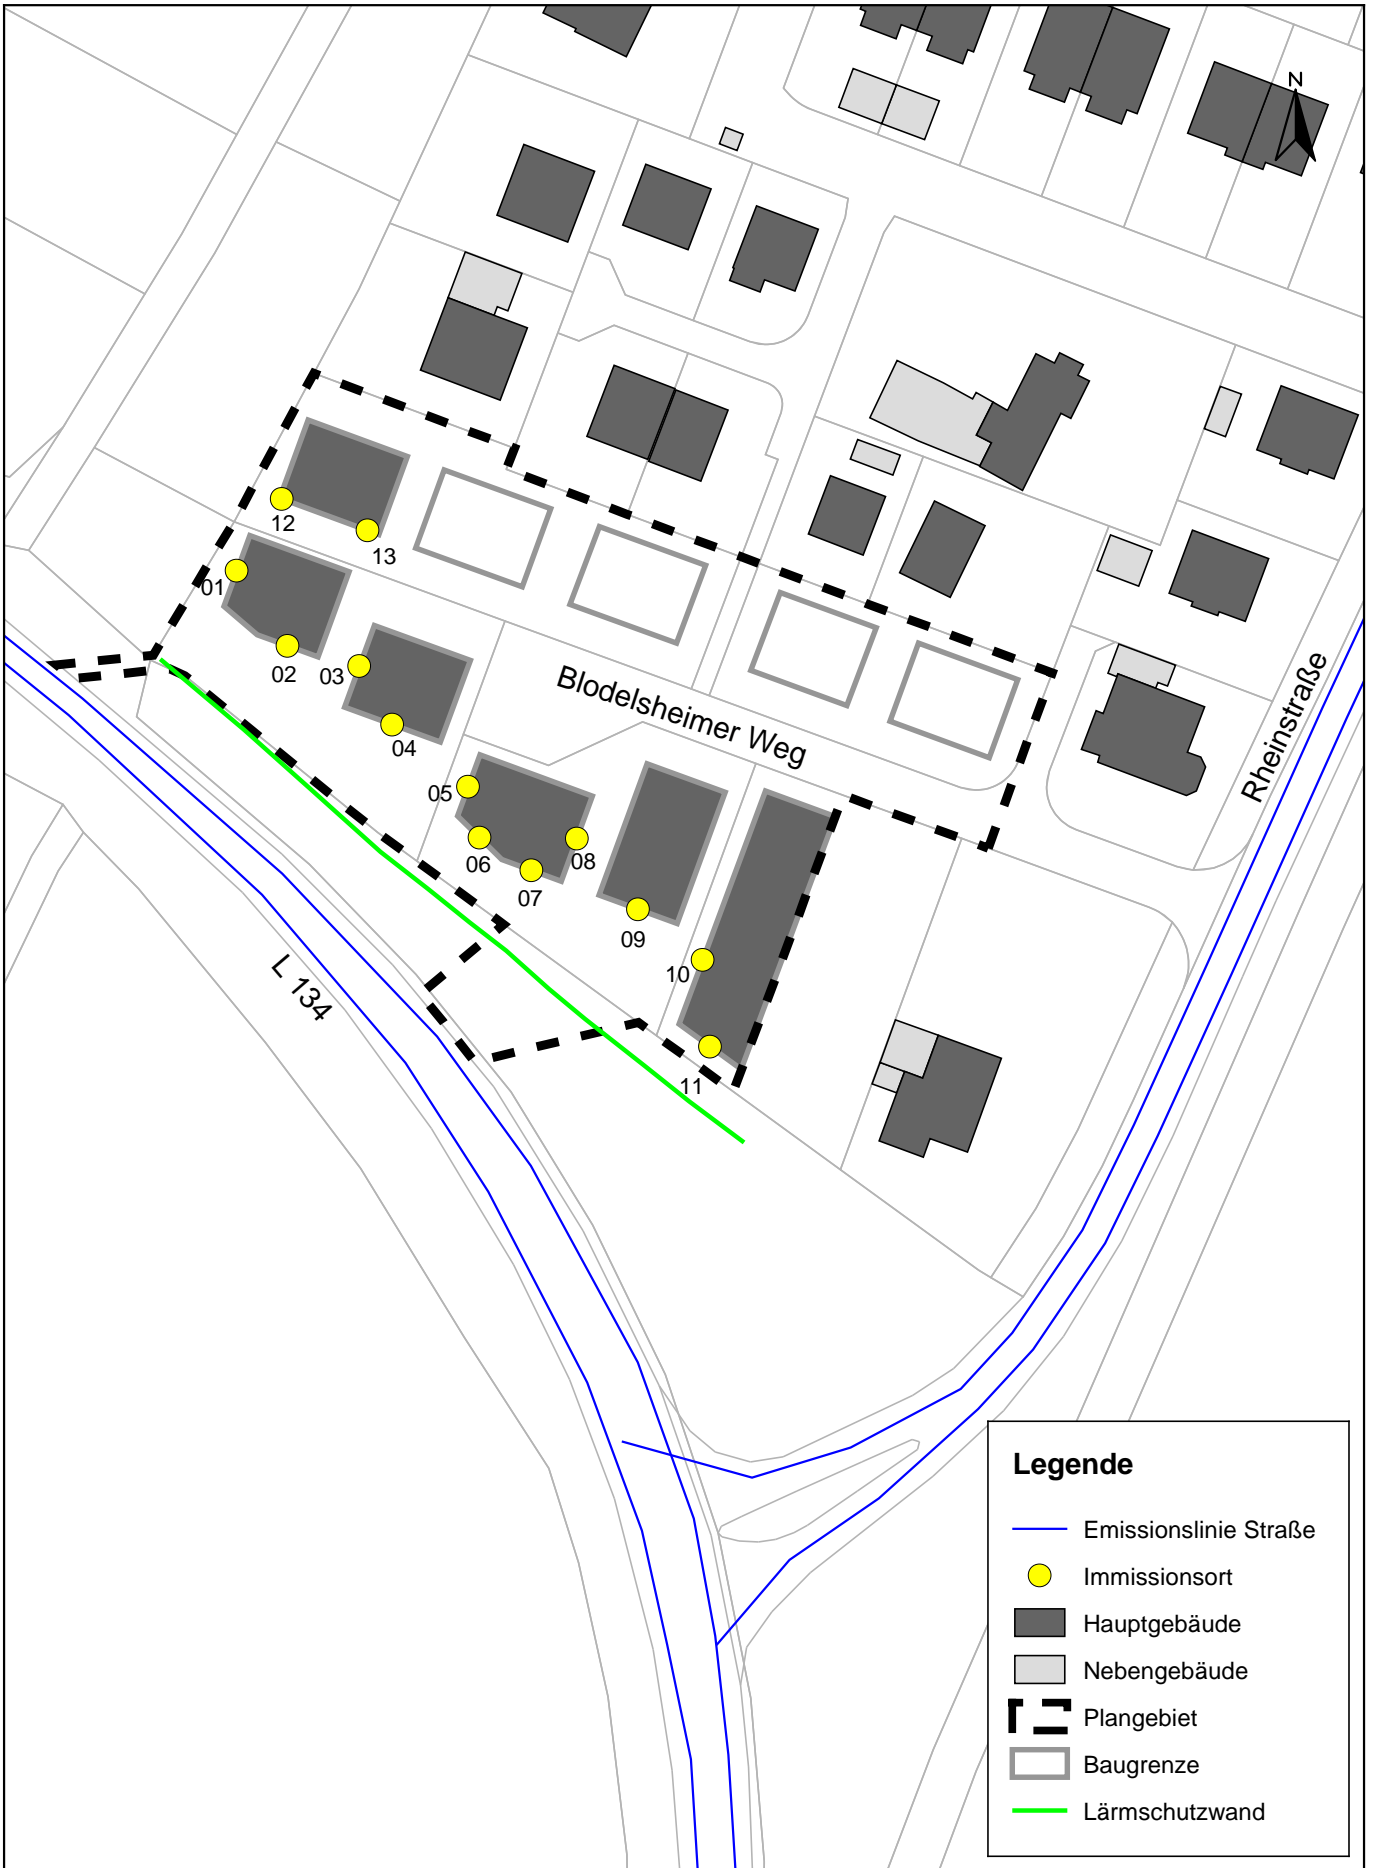 N
12
13
01
02
03
04
Blodelsheimer Weg
Rheinstraße
05
06
07
08
09
10
11
L 134
Legende
Emissionslinie Straße
Immissionsort
Hauptgebäude
Nebengebäude
Plangebiet
Baugrenze
Lärmschutzwand